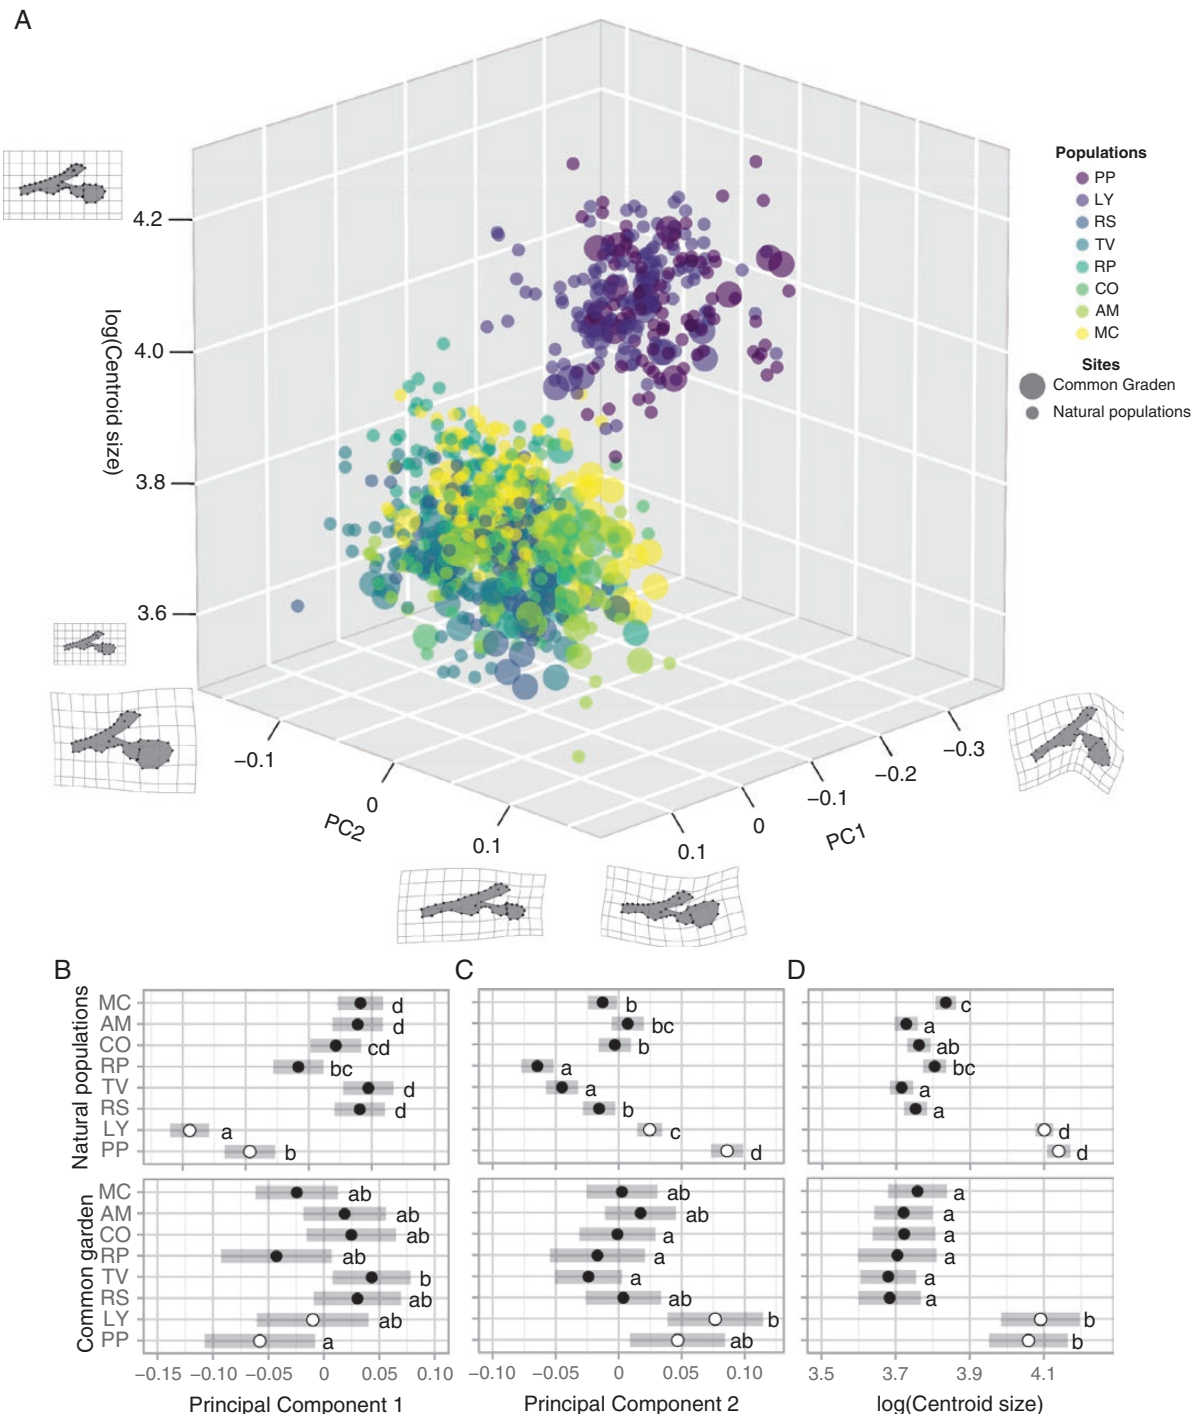 A
Populations
PP
LY
RS
TV
RP
CO
AM
MC
Sites
Common Graden
Natural populations
log(Centroid size)
4.2
4.0
3.8
3.6
−0.1
0
0.1
PC2
0.1
0
−0.1
−0.2
−0.3
PC1
B
Natural populations
MC d
AM d
CO cd
RP bc
TV d
RS d
LY a
PP b
Common garden
MC ab
AM ab
CO ab
RP ab
TV b
RS ab
LY ab
PP a
−0.15 −0.10 −0.05 0 0.05 0.10
Principal Component 1
C
b
bc
b
a
a
b
c
d
ab
ab
a
a
a
ab
b
ab
−0.10 −0.05 0 0.05 0.10
Principal Component 2
D
c
a
ab
bc
a
a
d
d
a
a
a
a
a
a
b
b
3.5 3.7 3.9 4.1
log(Centroid size)